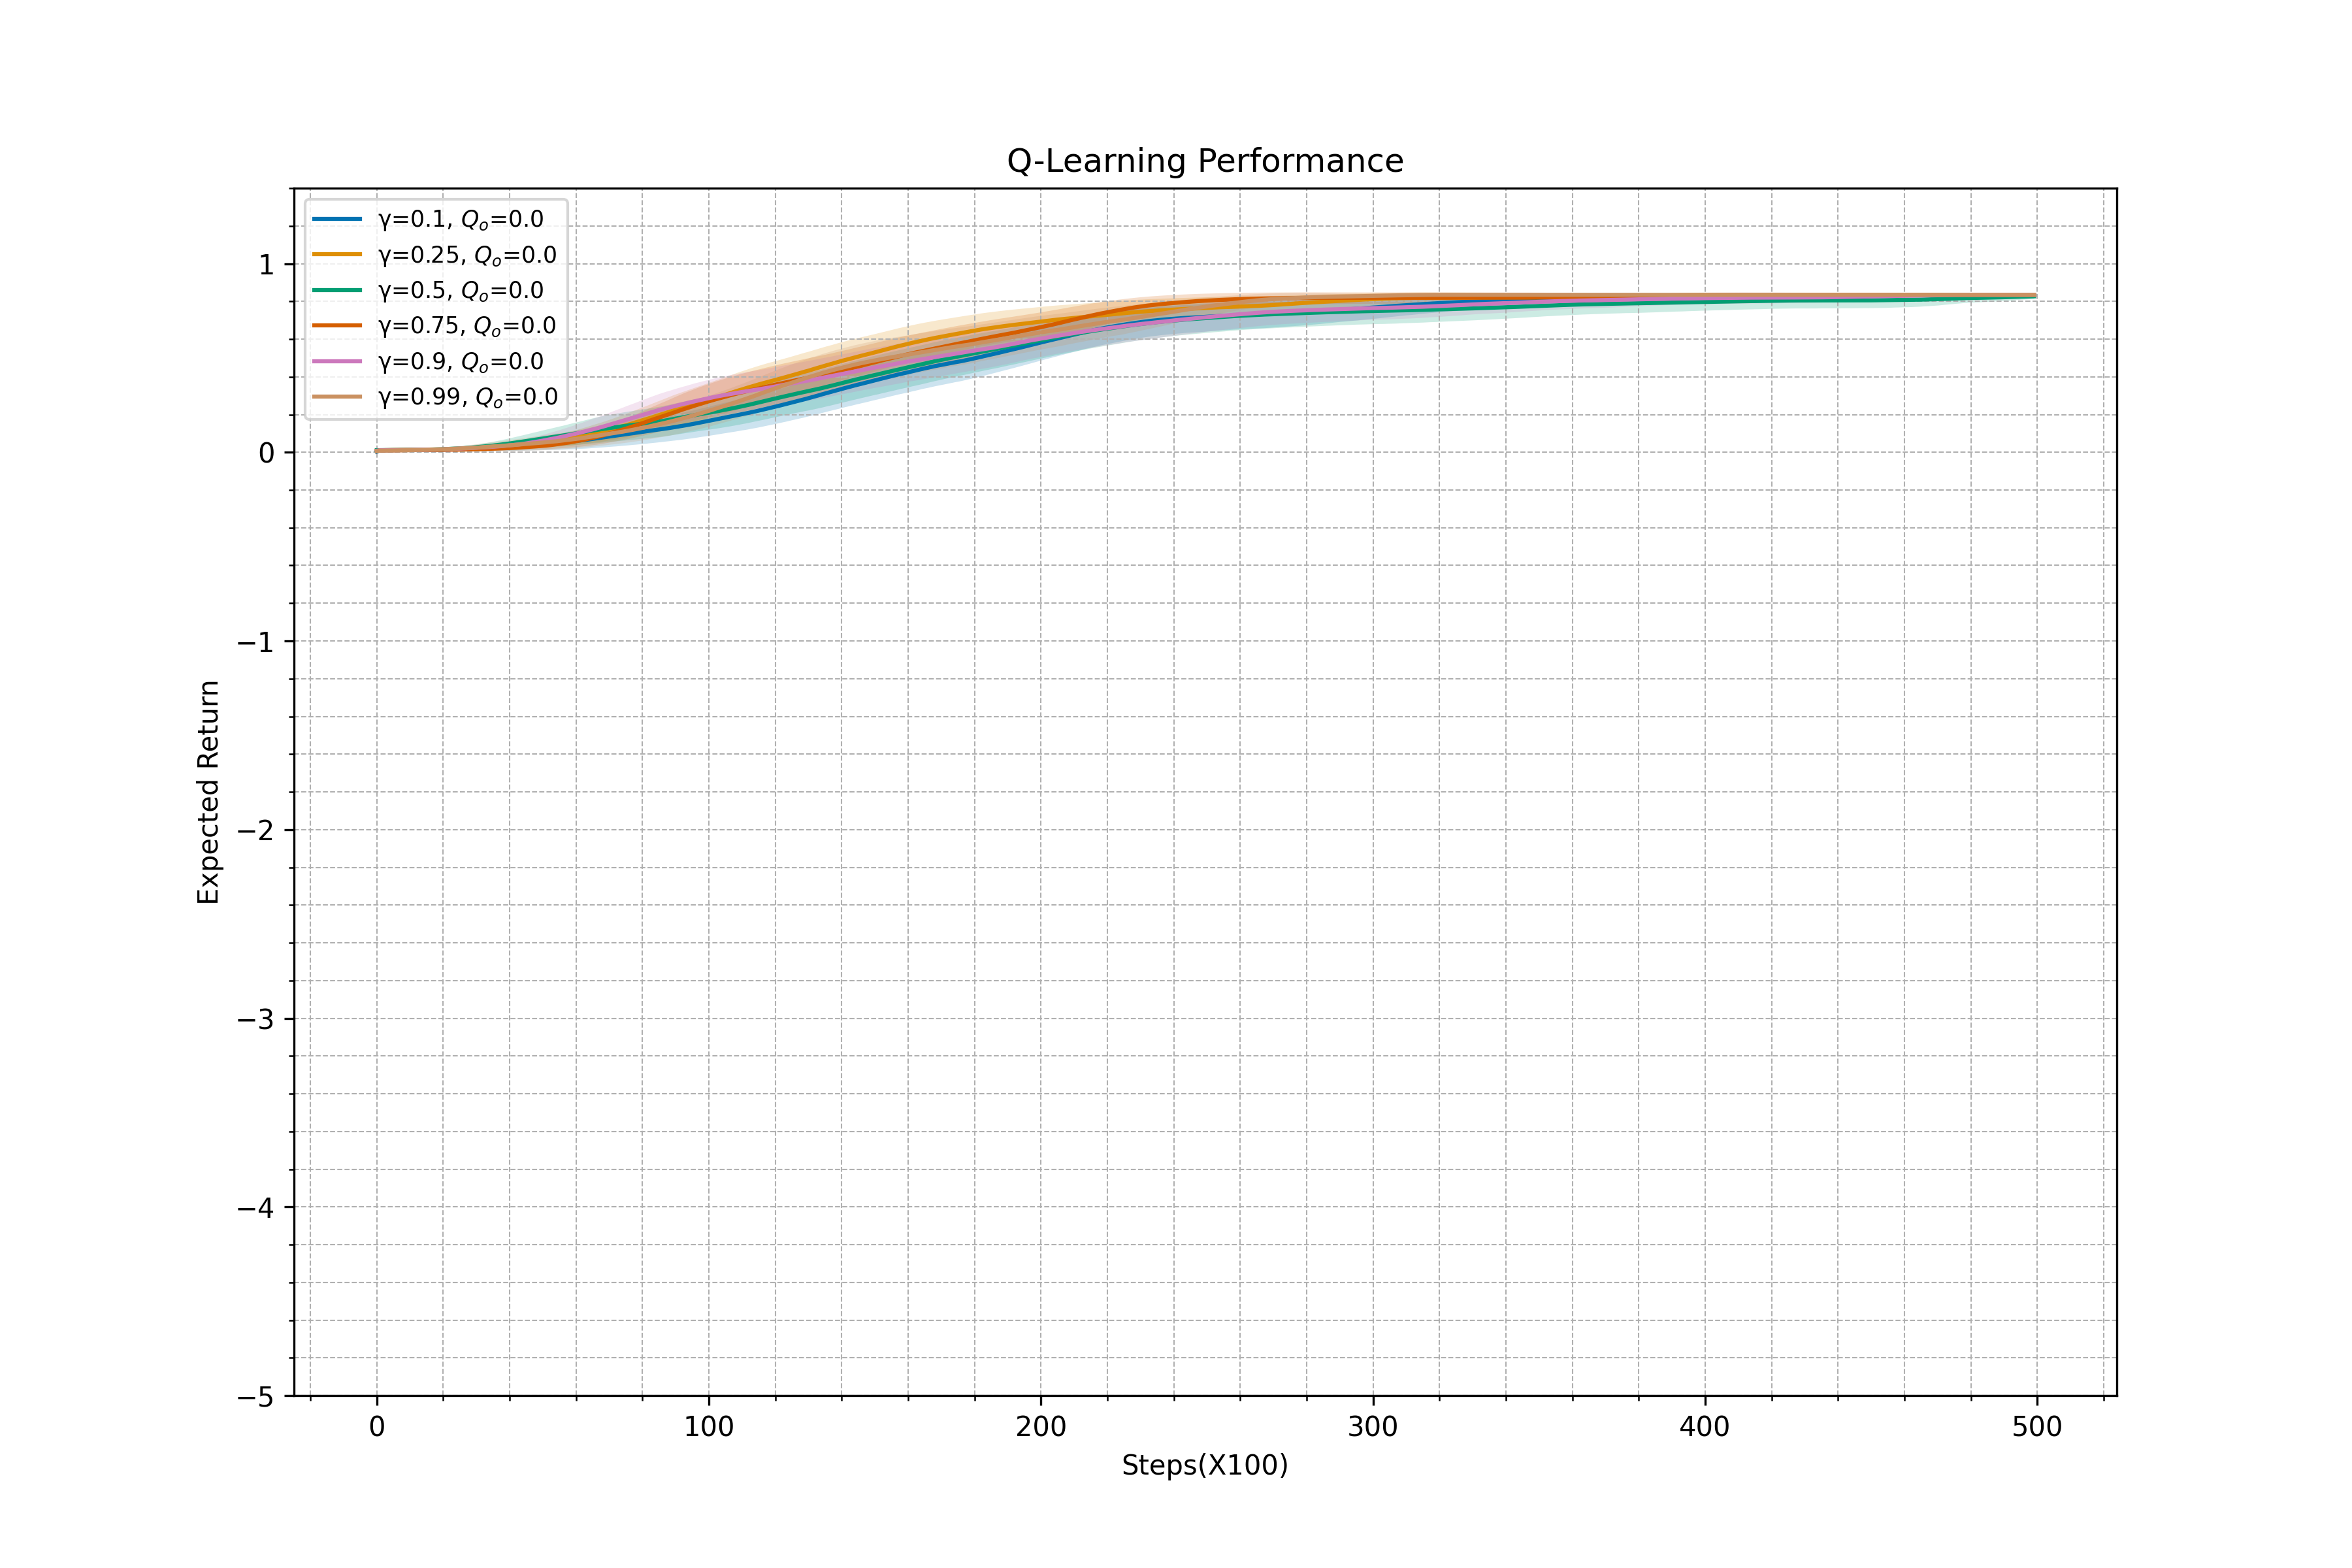 Q-Learning Performance
γ=0.1, Qₒ=0.0
γ=0.25, Qₒ=0.0
γ=0.5, Qₒ=0.0
γ=0.75, Qₒ=0.0
γ=0.9, Qₒ=0.0
γ=0.99, Qₒ=0.0
1
0
−1
−2
−3
−4
−5
Expected Return
0 100 200 300 400 500
Steps(X100)